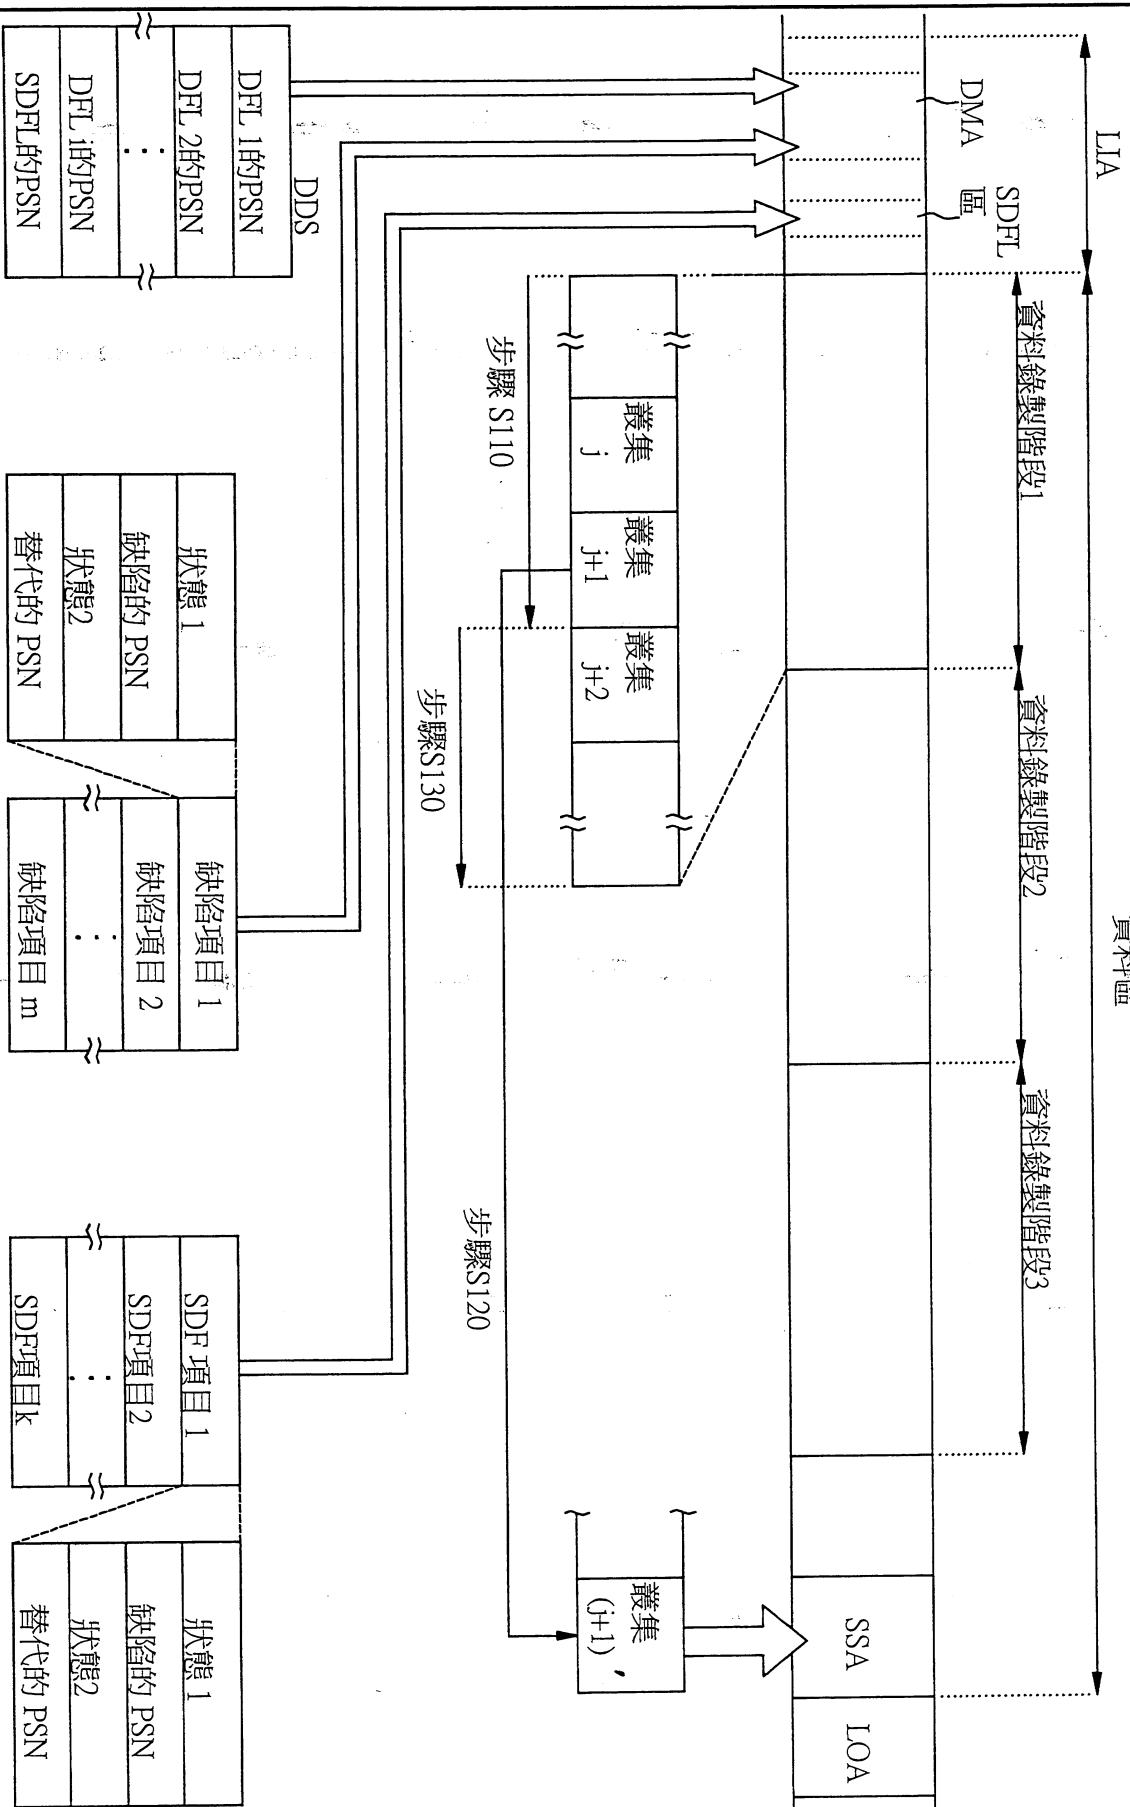 LIA
資料區
資料錄製階段1
資料錄製階段2
資料錄製階段3
DMA
SDFL
區
SSA
LOA
叢集
j
叢集
j+1
叢集
j+2
叢集
(j+1)'
步驟 S110
步驟S130
步驟S120
DDS
DFL 1的PSN
DFL 2的PSN
...
DFL i的PSN
SDFL的PSN
狀態 1
缺陷的 PSN
狀態2
替代的 PSN
缺陷項目 1
缺陷項目 2
...
缺陷項目 m
SDF 項目 1
SDF項目2
...
SDF項目k
狀態 1
缺陷的 PSN
狀態2
替代的 PSN